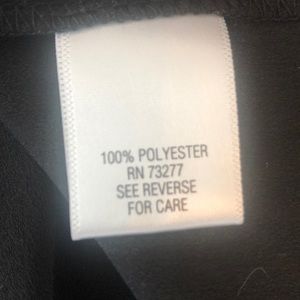 100% POLYESTER
RN 73277
SEE REVERSE
FOR CARE